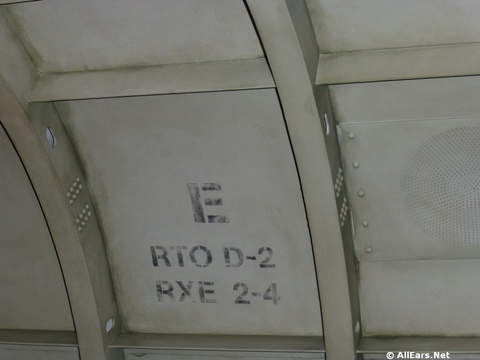 E
RTO D-2
RXE 2-4
© AllEars.Net